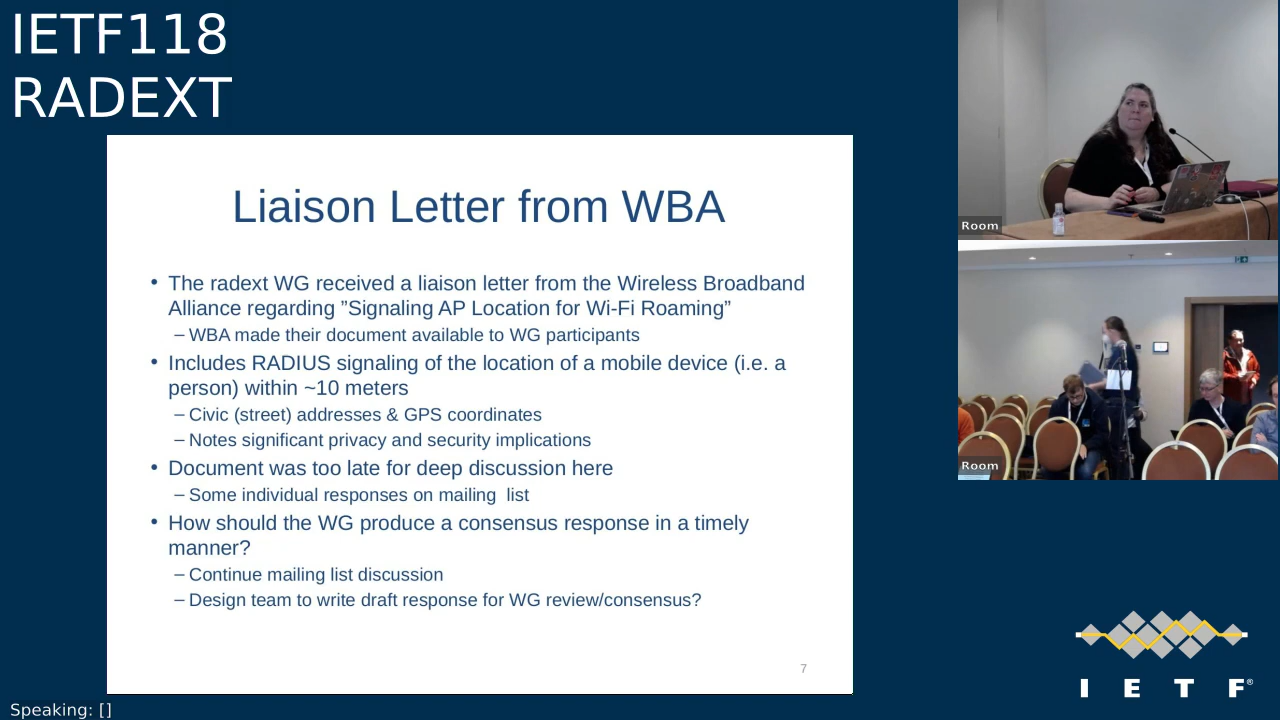 IETF118
RADEXT
Liaison Letter from WBA
• The radext WG received a liaison letter from the Wireless Broadband
Alliance regarding ”Signaling AP Location for Wi-Fi Roaming”
– WBA made their document available to WG participants
• Includes RADIUS signaling of the location of a mobile device (i.e. a
person) within ~10 meters
– Civic (street) addresses & GPS coordinates
– Notes significant privacy and security implications
• Document was too late for deep discussion here
– Some individual responses on mailing  list
• How should the WG produce a consensus response in a timely
manner?
– Continue mailing list discussion
– Design team to write draft response for WG review/consensus?
7
Room
Room
I E T F®
Speaking: []